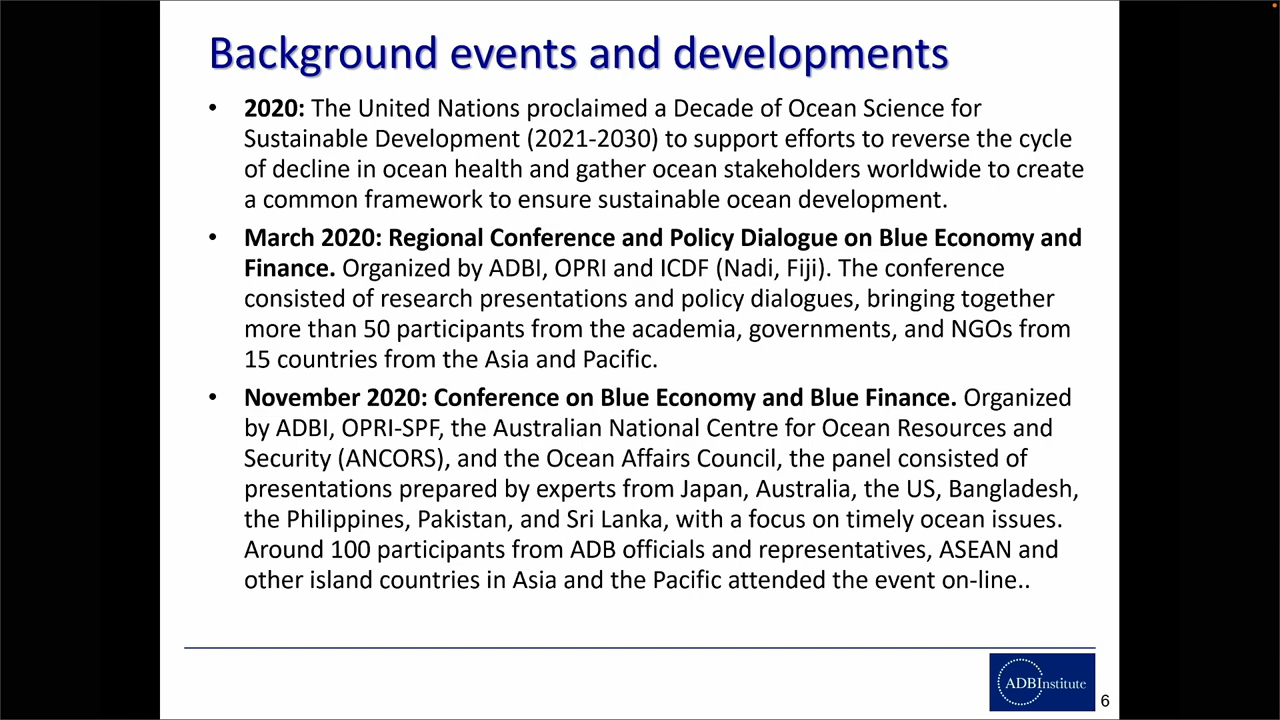 Background events and developments
• 2020: The United Nations proclaimed a Decade of Ocean Science for
Sustainable Development (2021-2030) to support efforts to reverse the cycle
of decline in ocean health and gather ocean stakeholders worldwide to create
a common framework to ensure sustainable ocean development.
• March 2020: Regional Conference and Policy Dialogue on Blue Economy and
Finance. Organized by ADBI, OPRI and ICDF (Nadi, Fiji). The conference
consisted of research presentations and policy dialogues, bringing together
more than 50 participants from the academia, governments, and NGOs from
15 countries from the Asia and Pacific.
• November 2020: Conference on Blue Economy and Blue Finance. Organized
by ADBI, OPRI-SPF, the Australian National Centre for Ocean Resources and
Security (ANCORS), and the Ocean Affairs Council, the panel consisted of
presentations prepared by experts from Japan, Australia, the US, Bangladesh,
the Philippines, Pakistan, and Sri Lanka, with a focus on timely ocean issues.
Around 100 participants from ADB officials and representatives, ASEAN and
other island countries in Asia and the Pacific attended the event on-line..
ADBInstitute
6